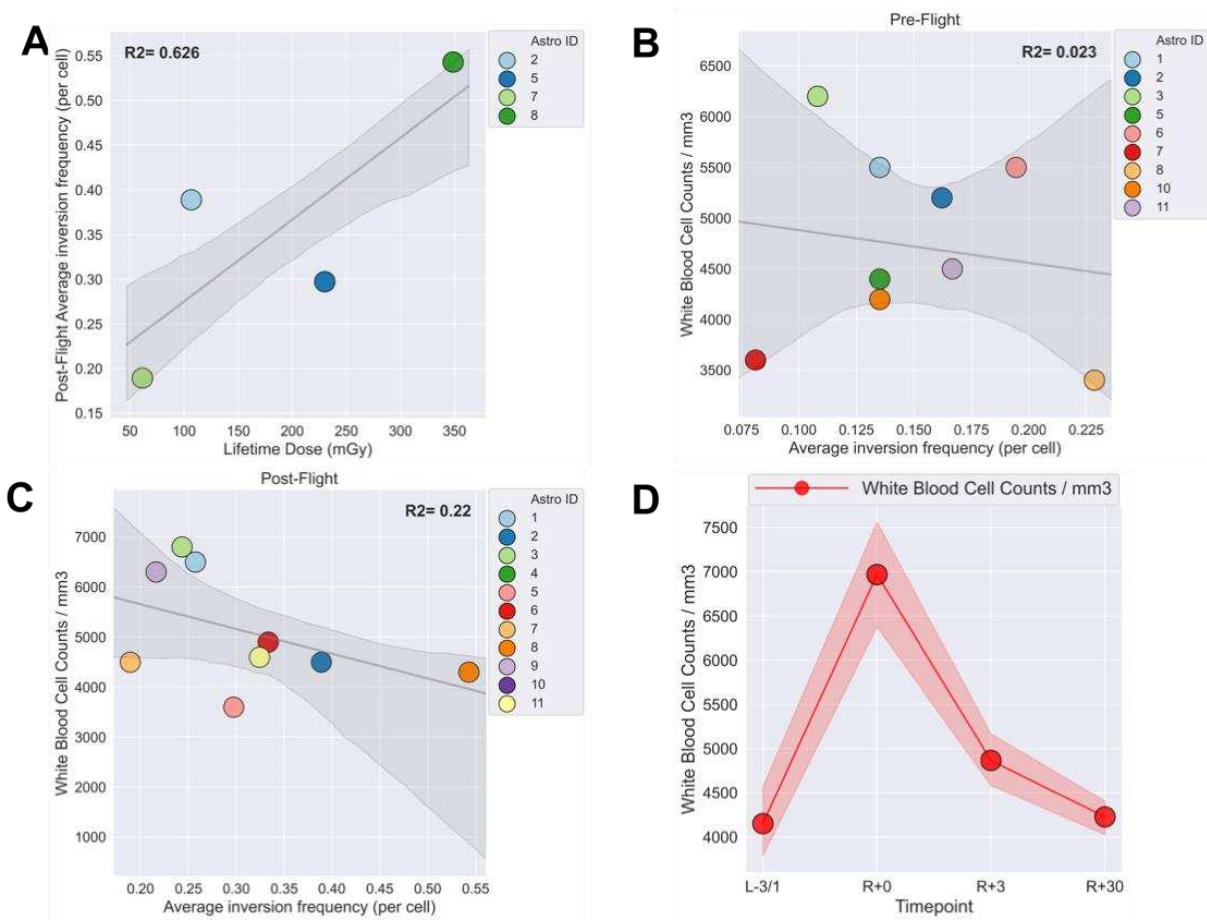 A
R2= 0.626
Post-Flight Average inversion frequency (per cell)
0.55
0.50
0.45
0.40
0.35
0.30
0.25
0.20
0.15
50 100 150 200 250 300 350
Lifetime Dose (mGy)
Astro ID
2
5
7
8
B
Pre-Flight
R2= 0.023
White Blood Cell Counts / mm3
6500
6000
5500
5000
4500
4000
3500
0.075 0.100 0.125 0.150 0.175 0.200 0.225
Average inversion frequency (per cell)
Astro ID
1
2
3
5
6
7
8
10
11
C
Post-Flight
R2= 0.22
White Blood Cell Counts / mm3
7000
6000
5000
4000
3000
2000
1000
0.20 0.25 0.30 0.35 0.40 0.45 0.50 0.55
Average inversion frequency (per cell)
Astro ID
1
2
3
4
5
6
7
8
9
10
11
D
White Blood Cell Counts / mm3
White Blood Cell Counts / mm3
7500
7000
6500
6000
5500
5000
4500
4000
L-3/1 R+0 R+3 R+30
Timepoint